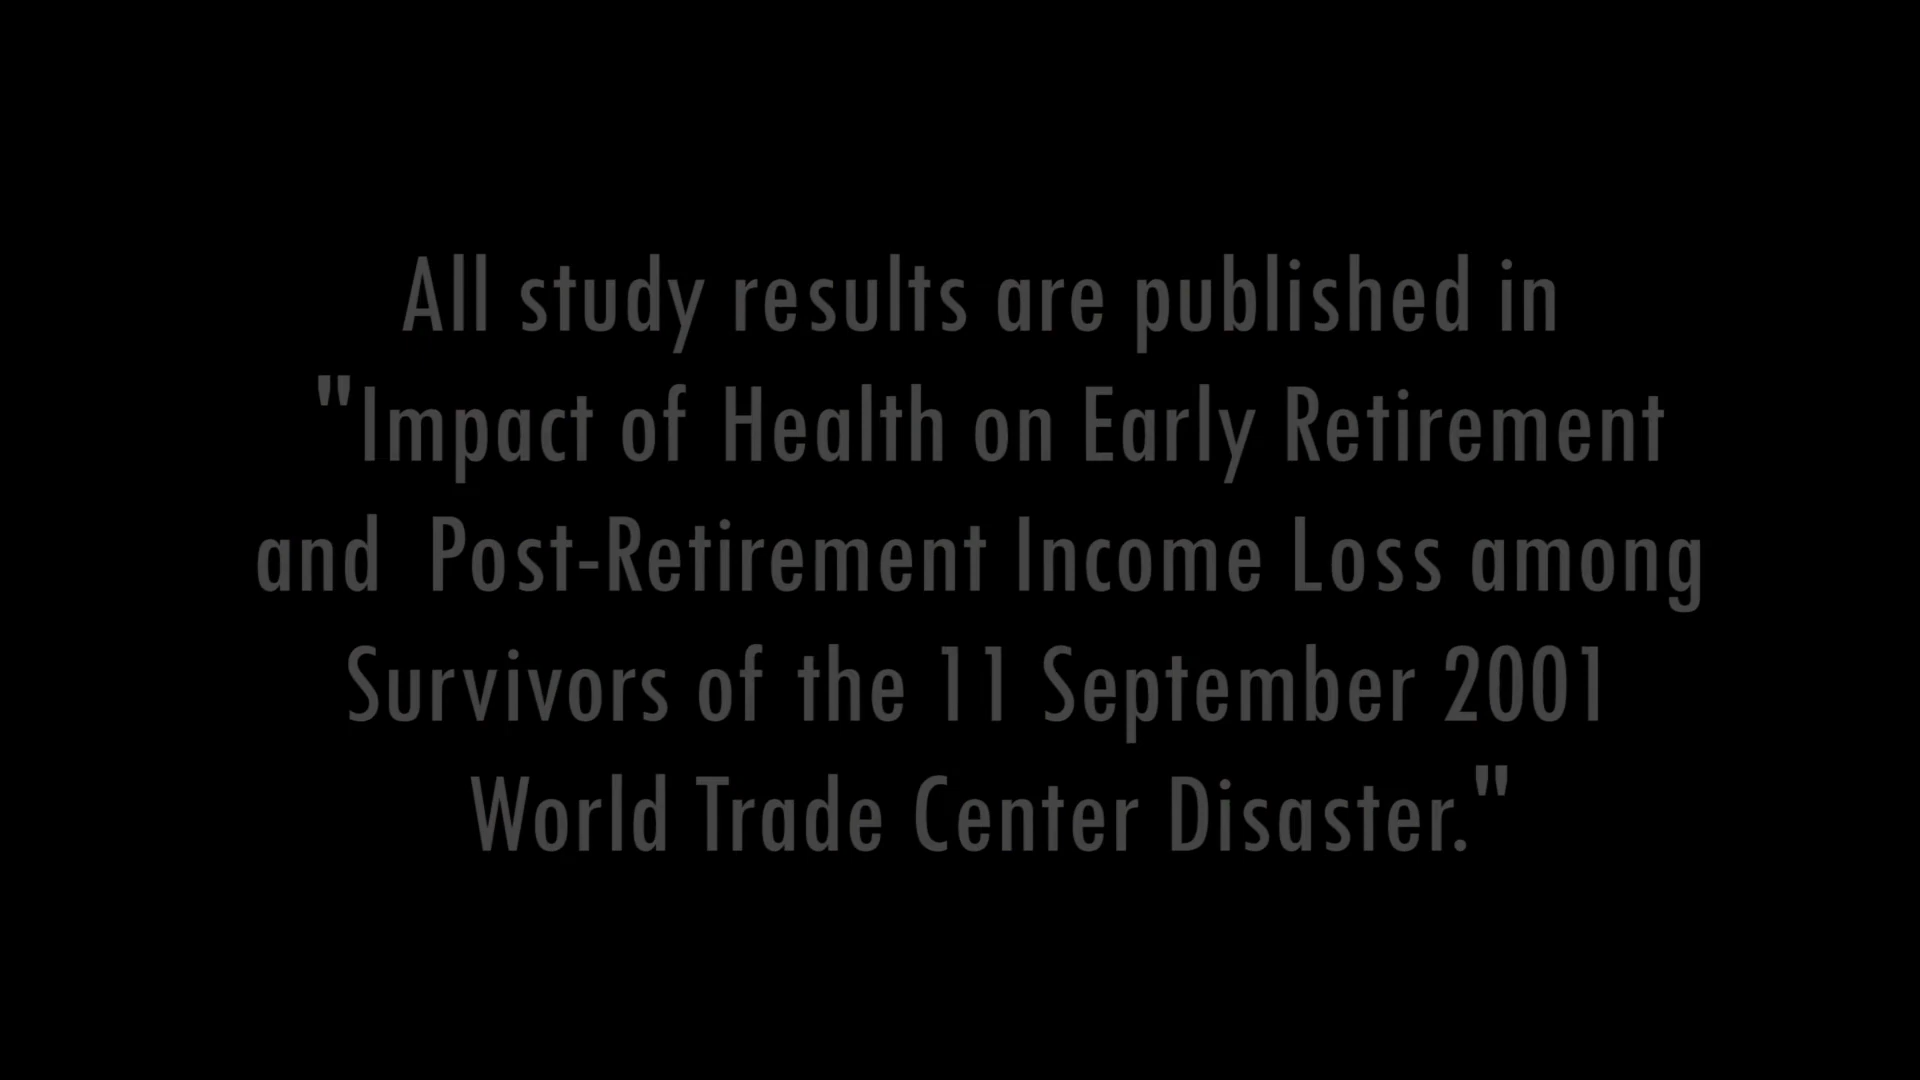 All study results are published in
"Impact of Health on Early Retirement
and  Post-Retirement Income Loss among
Survivors of the 11 September 2001
World Trade Center Disaster."